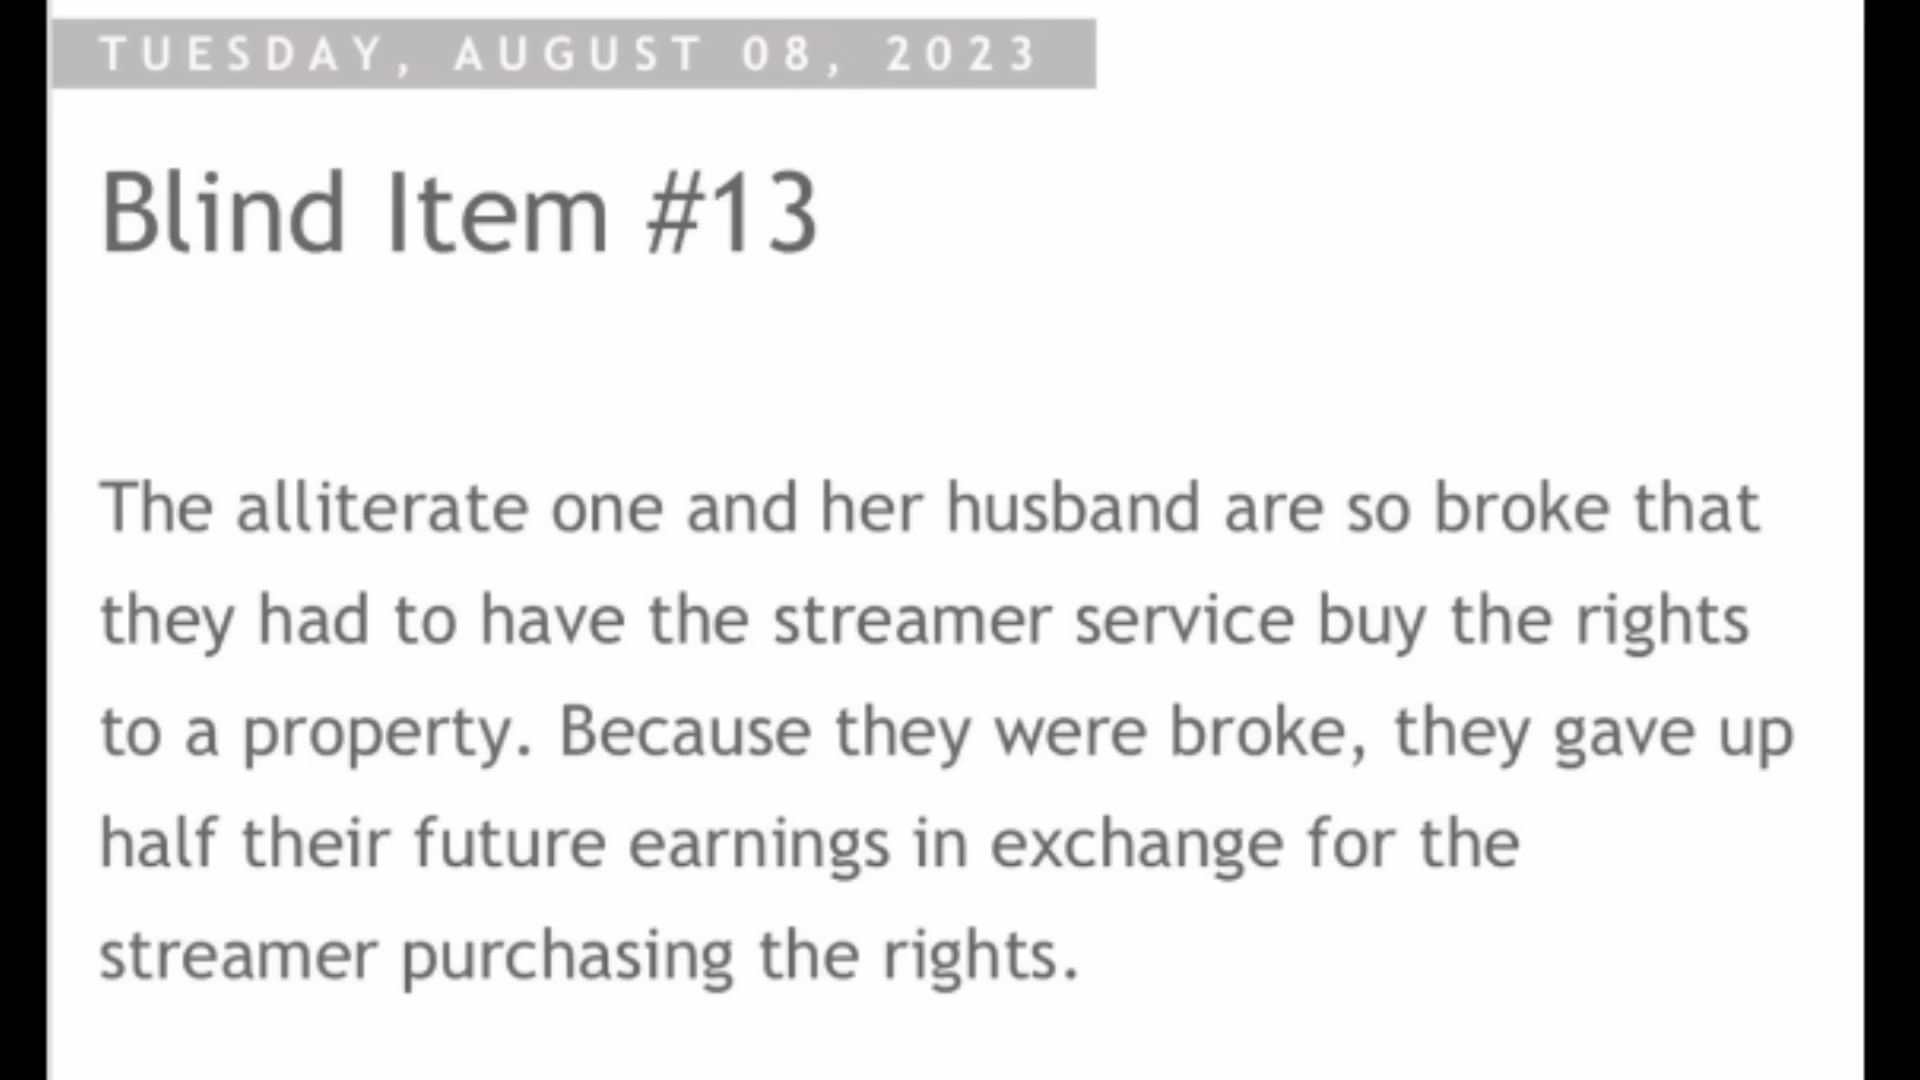 TUESDAY, AUGUST 08, 2023
Blind Item #13
The alliterate one and her husband are so broke that
they had to have the streamer service buy the rights
to a property. Because they were broke, they gave up
half their future earnings in exchange for the
streamer purchasing the rights.